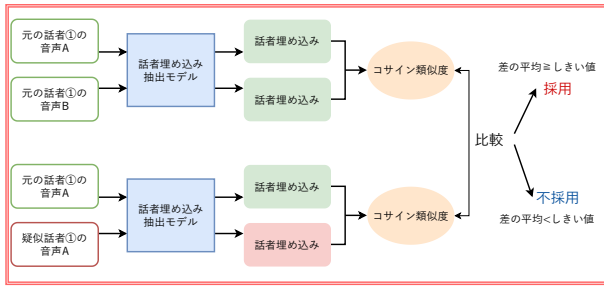 元の話者①の
音声A
元の話者①の
音声B
話者埋め込み
抽出モデル
話者埋め込み
話者埋め込み
コサイン類似度
元の話者①の
音声A
疑似話者①の
音声A
話者埋め込み
抽出モデル
話者埋め込み
話者埋め込み
コサイン類似度
比較
差の平均≧しきい値
採用
不採用
差の平均<しきい値